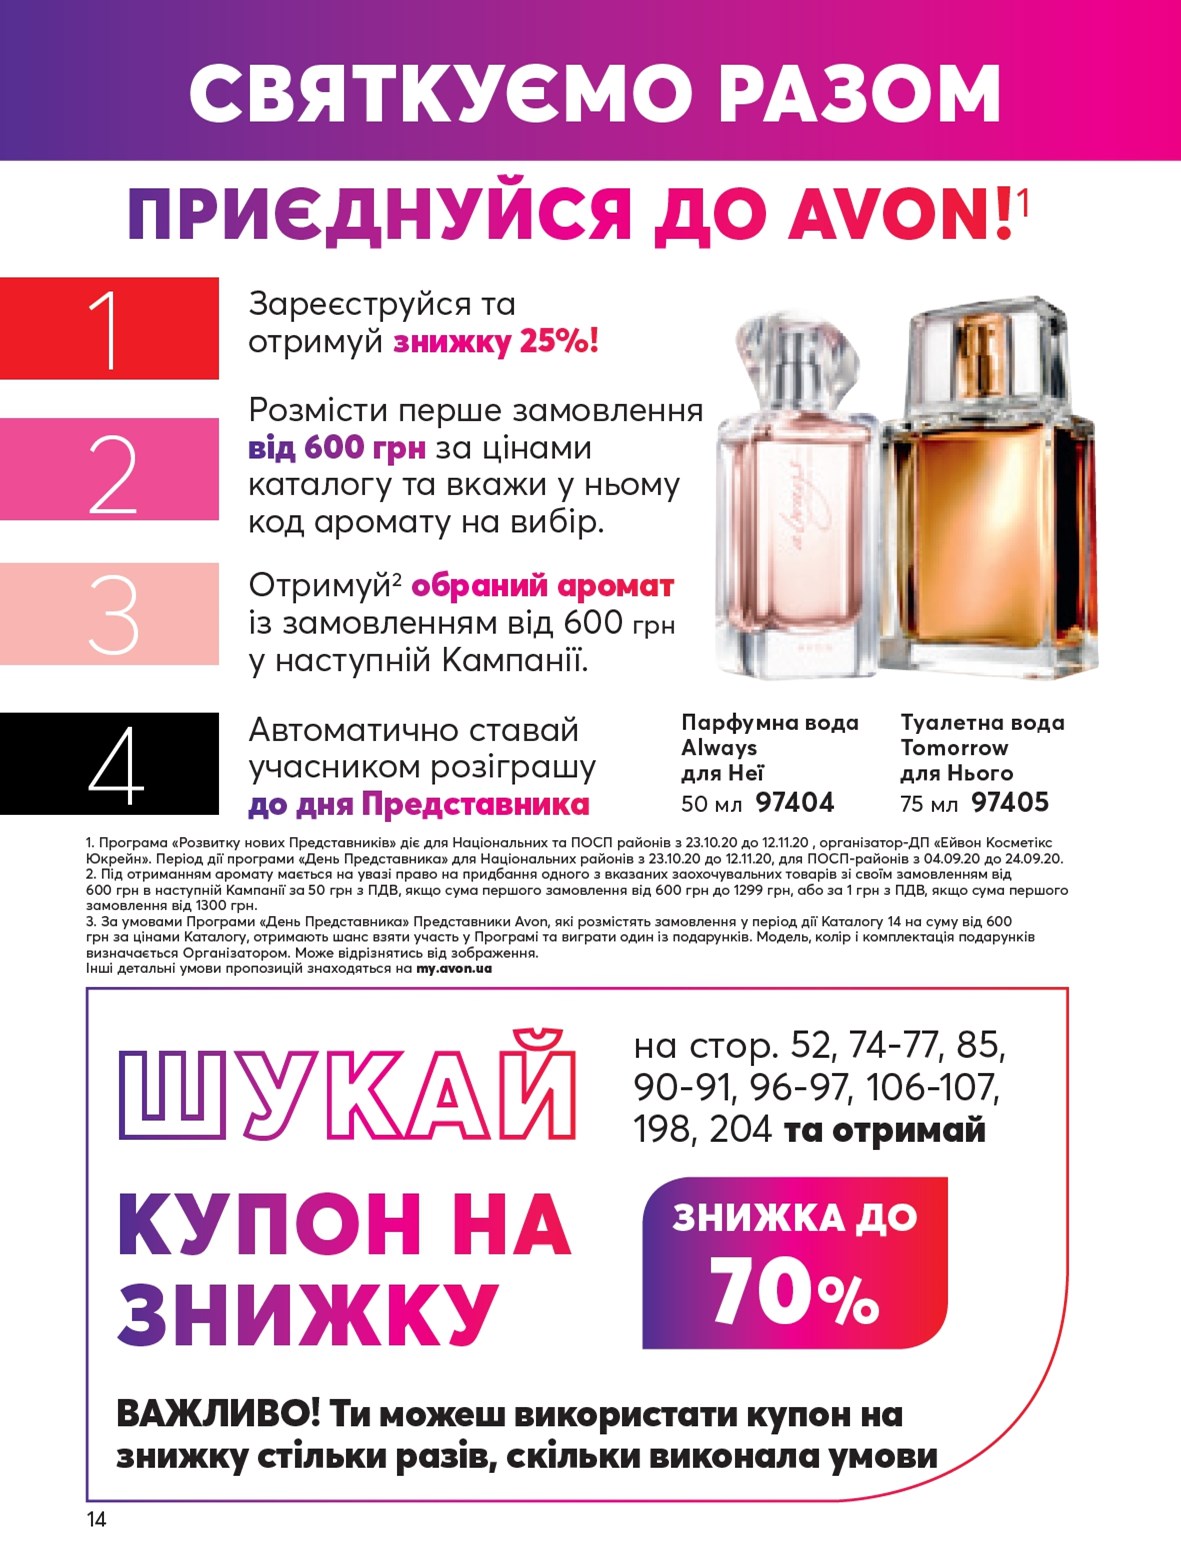 СВЯТКУЄМО РАЗОМ
ПРИЄДНУЙСЯ ДО AVON!¹
1
Зареєструйся та
отримуй знижку 25%!
2
Розмісти перше замовлення
від 600 грн за цінами
каталогу та вкажи у ньому
код аромату на вибір.
3
Отримуй² обраний аромат
із замовленням від 600 грн
у наступній Кампанії.
4
Автоматично ставай
учасником розіграшу
до дня Представника
always
AVON
Парфумна вода
Always
для Неї
50 мл 97404
Туалетна вода
Tomorrow
для Нього
75 мл 97405
1. Програма «Розвитку нових Представників» діє для Національних та ПОСП районів з 23.10.20 до 12.11.20 , організатор-ДП «Ейвон Косметікс
Юкрейн». Період дії програми «День Представника» для Національних районів з 23.10.20 до 12.11.20, для ПОСП-районів з 04.09.20 до 24.09.20.
2. Під отриманням аромату мається на увазі право на придбання одного з вказаних заохочувальних товарів зі своїм замовленням від
600 грн в наступній Кампанії за 50 грн з ПДВ, якщо сума першого замовлення від 600 грн до 1299 грн, або за 1 грн з ПДВ, якщо сума першого
замовлення від 1300 грн.
3. За умовами Програми «День Представника» Представники Avon, які розмістять замовлення у період дії Каталогу 14 на суму від 600
грн за цінами Каталогу, отримають шанс взяти участь у Програмі та виграти один із подарунків. Модель, колір і комплектація подарунків
визначається Організатором. Може відрізнятись від зображення.
Інші детальні умови пропозицій знаходяться на my.avon.ua
ШУКАЙ
КУПОН НА
ЗНИЖКУ
на стор. 52, 74-77, 85,
90-91, 96-97, 106-107,
198, 204 та отримай
ЗНИЖКА ДО
70%
ВАЖЛИВО! Ти можеш використати купон на
знижку стільки разів, скільки виконала умови
14